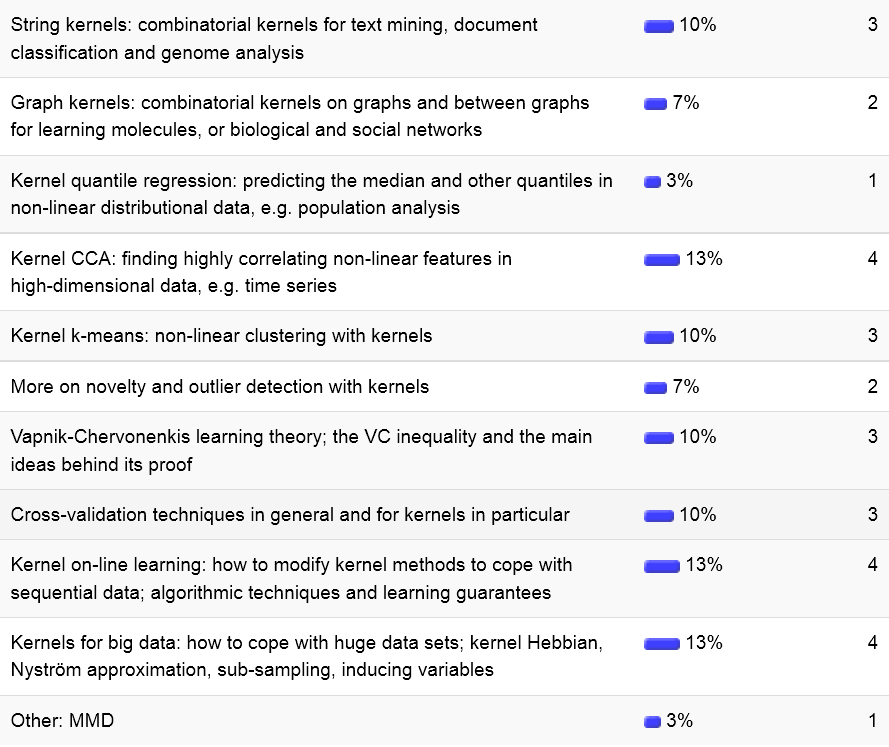 String kernels: combinatorial kernels for text mining, document 10% 3
classification and genome analysis
Graph kernels: combinatorial kernels on graphs and between graphs 7% 2
for learning molecules, or biological and social networks
Kernel quantile regression: predicting the median and other quantiles in 3% 1
non-linear distributional data, e.g. population analysis
Kernel CCA: finding highly correlating non-linear features in 13% 4
high-dimensional data, e.g. time series
Kernel k-means: non-linear clustering with kernels 10% 3
More on novelty and outlier detection with kernels 7% 2
Vapnik-Chervonenkis learning theory; the VC inequality and the main 10% 3
ideas behind its proof
Cross-validation techniques in general and for kernels in particular 10% 3
Kernel on-line learning: how to modify kernel methods to cope with 13% 4
sequential data; algorithmic techniques and learning guarantees
Kernels for big data: how to cope with huge data sets; kernel Hebbian, 13% 4
Nyström approximation, sub-sampling, inducing variables
Other: MMD 3% 1